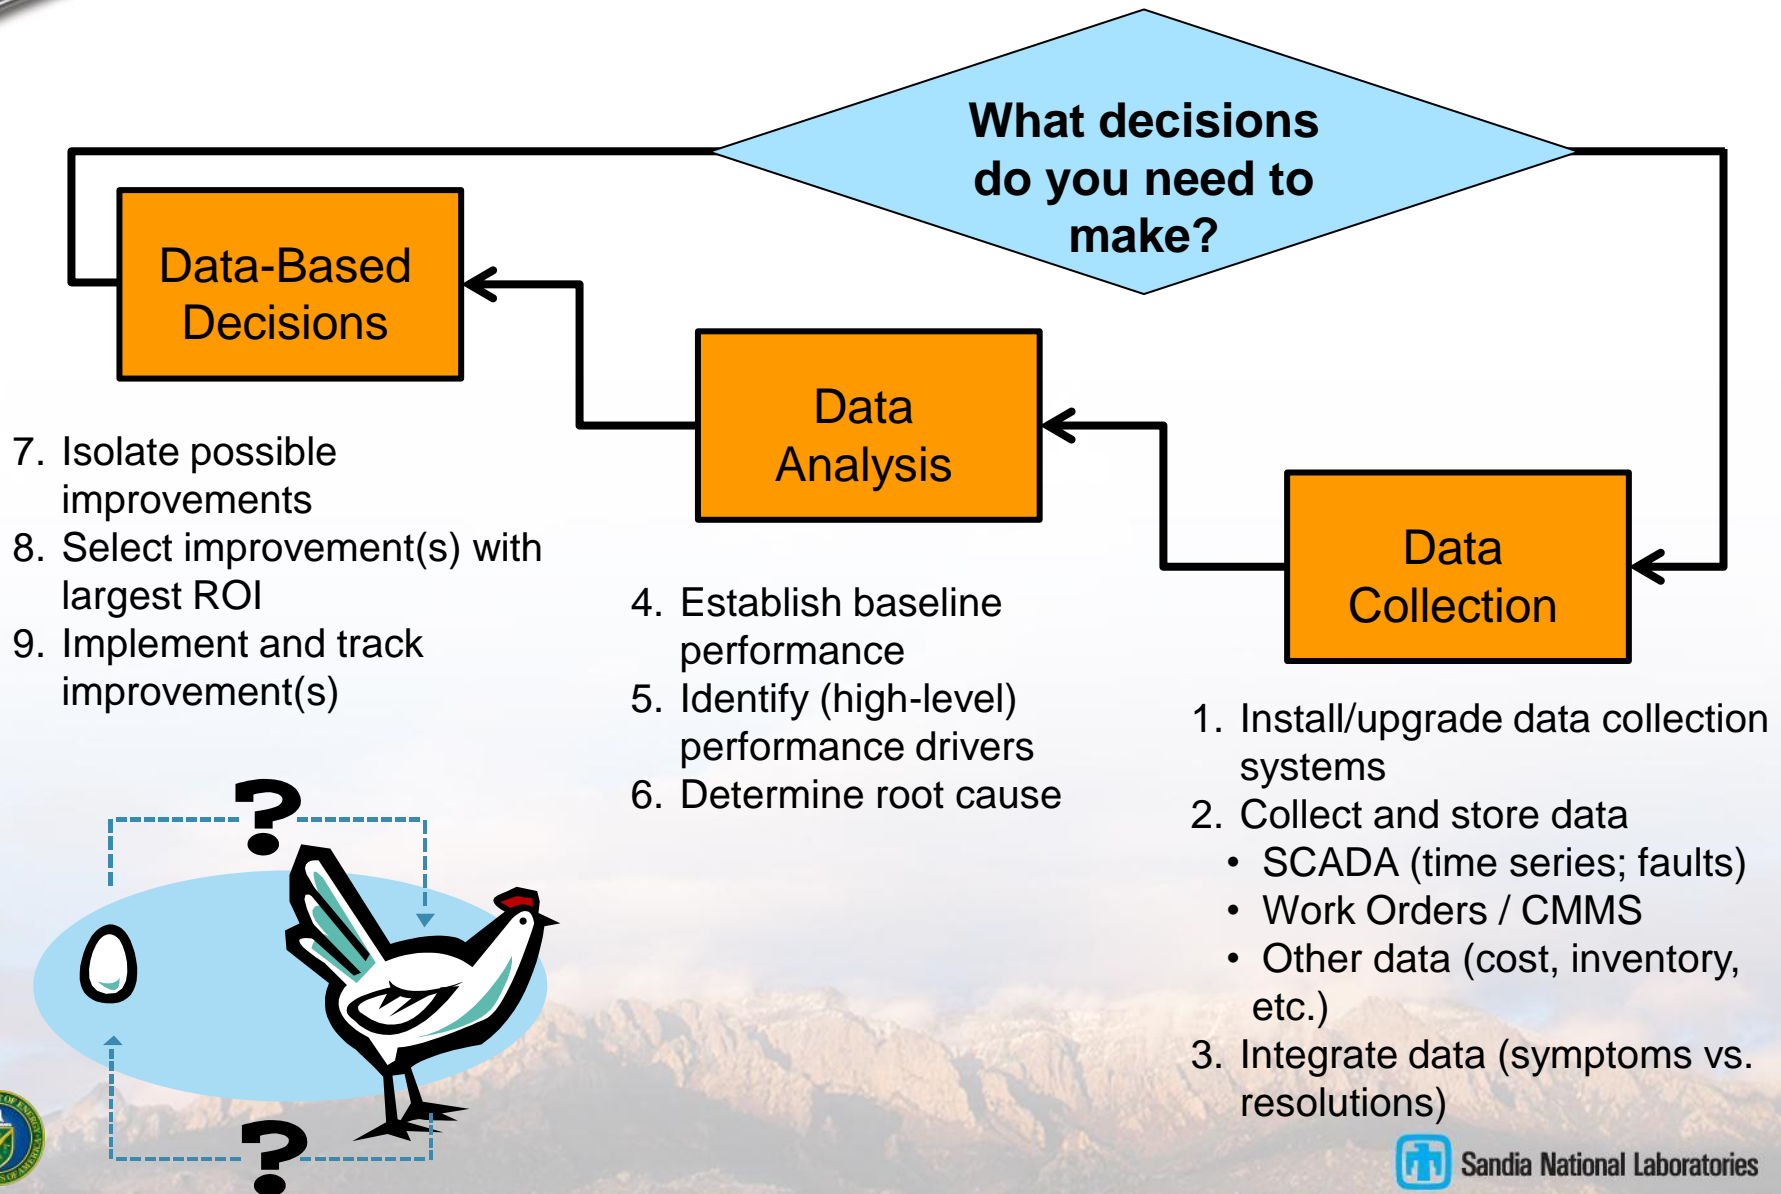 What decisions
do you need to
make?
Data-Based
Decisions
7. Isolate possible
improvements
8. Select improvement(s) with
largest ROI
9. Implement and track
improvement(s)
Data
Analysis
4. Establish baseline
performance
5. Identify (high-level)
performance drivers
6. Determine root cause
Data
Collection
1. Install/upgrade data collection
systems
2. Collect and store data
• SCADA (time series; faults)
• Work Orders / CMMS
• Other data (cost, inventory,
etc.)
3. Integrate data (symptoms vs.
resolutions)
?
?
Sandia National Laboratories